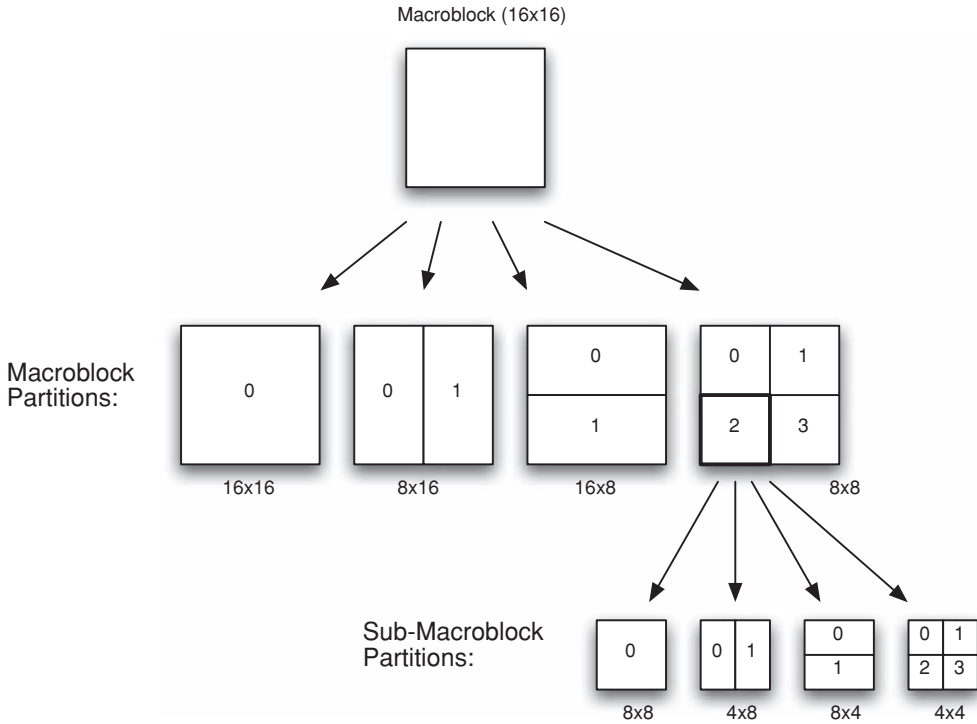 Macroblock (16x16)
Macroblock
Partitions:
0
0 1
0
1
0 1
2 3
16x16
8x16
16x8
8x8
Sub-Macroblock
Partitions:
0
0 1
0
1
0 1
2 3
8x8
4x8
8x4
4x4